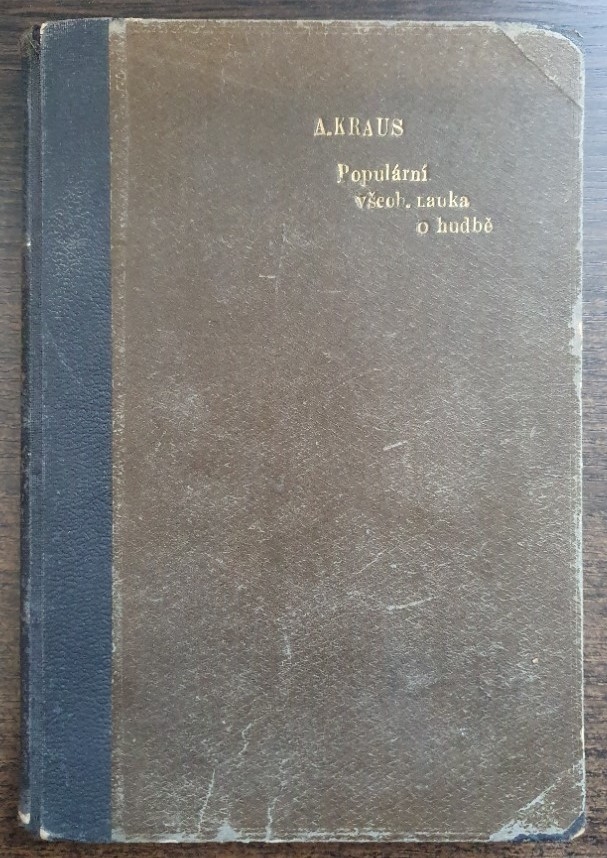 A. KRAUS
Populární
všeob. nauka
o hudbě